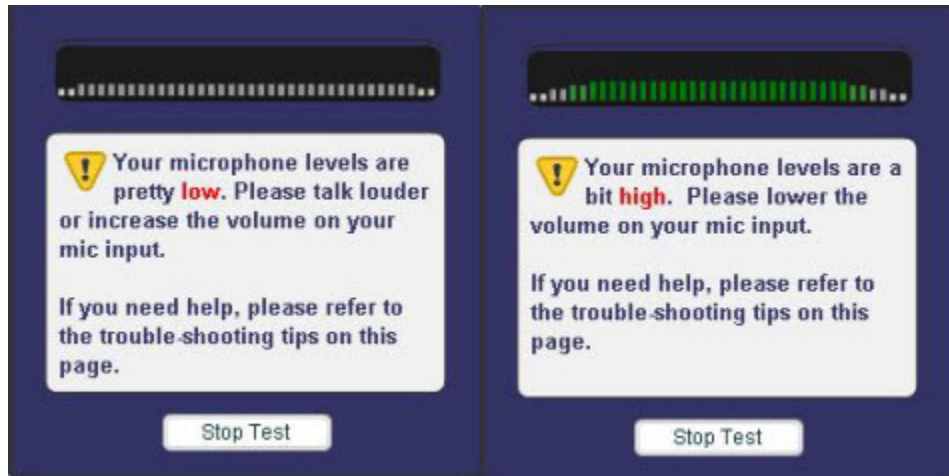 Your microphone levels are
pretty low. Please talk louder
or increase the volume on your
mic input.
If you need help, please refer to
the trouble-shooting tips on this
page.
Stop Test
Your microphone levels are a
bit high. Please lower the
volume on your mic input.
If you need help, please refer to
the trouble-shooting tips on this
page.
Stop Test